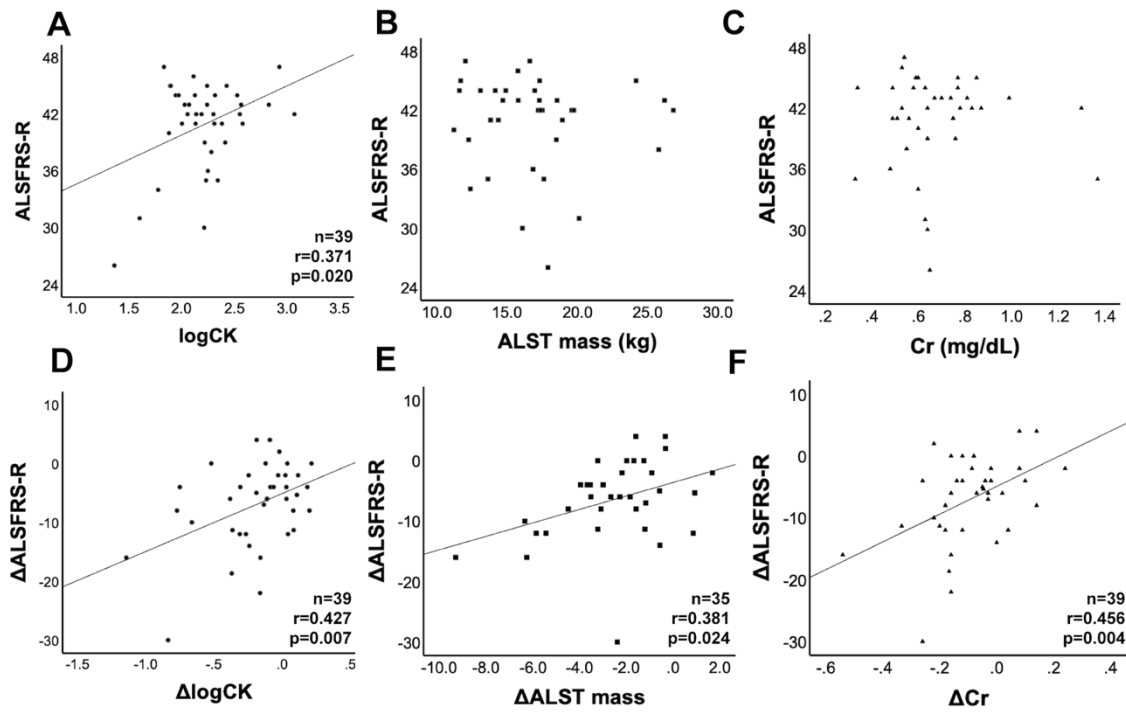 A
ALSFRS-R
48
42
36
30
24
n=39
r=0.371
p=0.020
1.0 1.5 2.0 2.5 3.0 3.5
logCK
B
ALSFRS-R
48
42
36
30
24
10.0 15.0 20.0 25.0 30.0
ALST mass (kg)
C
ALSFRS-R
48
42
36
30
24
.2 .4 .6 .8 1.0 1.2 1.4
Cr (mg/dL)
D
ΔALSFRS-R
10
0
-10
-20
-30
n=39
r=0.427
p=0.007
-1.5 -1.0 -.5 .0 .5
ΔlogCK
E
ΔALSFRS-R
10
0
-10
-20
-30
n=35
r=0.381
p=0.024
-10.0 -8.0 -6.0 -4.0 -2.0 .0 2.0
ΔALST mass
F
ΔALSFRS-R
10
0
-10
-20
-30
n=39
r=0.456
p=0.004
-.6 -.4 .2 .0 .2 .4
ΔCr